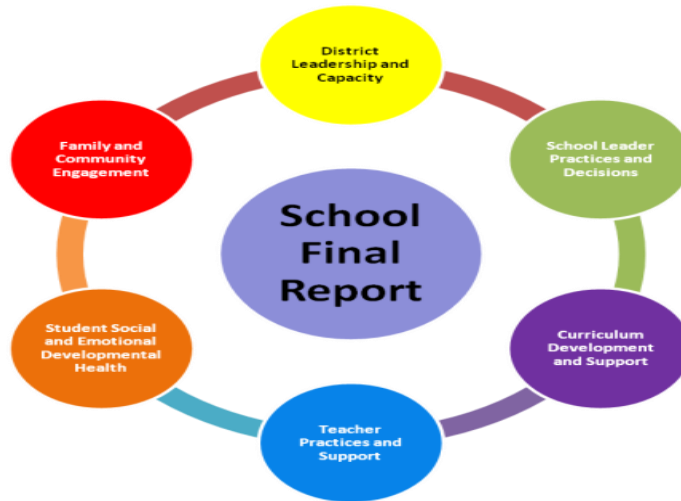 District
Leadership and
Capacity
School Leader
Practices and
Decisions
Curriculum
Development
and Support
Teacher
Practices and
Support
Student Social
and Emotional
Developmental
Health
Family and
Community
Engagement
School
Final
Report